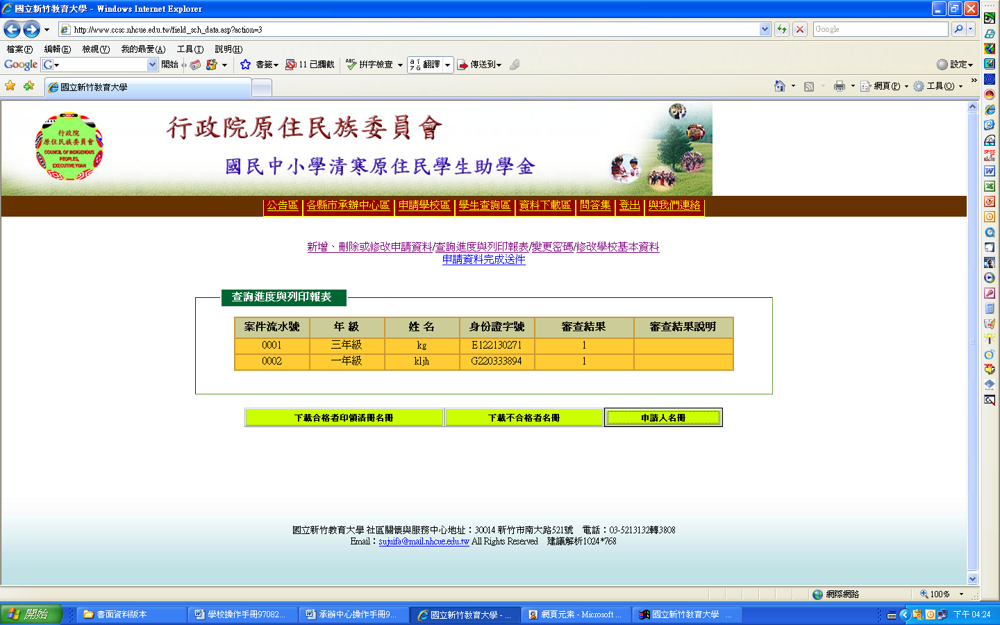 國立新竹教育大學 - Windows Internet Explorer
http://www.ccsc.nhcue.edu.tw/field_sch_data.asp?action=3
Google
檔案(F) 編輯(E) 檢視(V) 我的最愛(A) 工具(T) 說明(H)
Google G 開始 書籤 11 已攔截 ABC 拼字檢查 翻譯 傳送到 設定
國立新竹教育大學
網頁(P) 工具(O)
行政院
原住民族委員會
COUNCIL OF INDIGENOUS
PEOPLES,
EXECUTIVE YUAN
行政院原住民族委員會
國民中小學清寒原住民學生助學金
公告區 各縣市承辦中心區 申請學校區 學生查詢區 資料下載區 問答集 登出 與我們連絡
新增、刪除或修改申請資料/查詢進度與列印報表/變更密碼/修改學校基本資料
申請資料完成送件
查詢進度與列印報表
案件流水號 年 級 姓 名 身份證字號 審查結果 審查結果說明
0001 三年級 kg E122130271 1
0002 一年級 kljh G220333894 1
下載合格者印領清冊名冊 下載不合格者名冊 申請人名冊
國立新竹教育大學 社區關懷與服務中心地址：30014 新竹市南大路521號 電話：03-5213132轉3808
Email：sujuifa@mail.nhcue.edu.tw All Rights Reserved 建議解析1024*768
網際網路 100%
開始 書面資料版本 學校操作手冊97082... 承辦中心操作手冊9... 國立新竹教育大學 - ... 網頁元素 - Microsoft ... 國立新竹教育大學 ... 下午 04:24